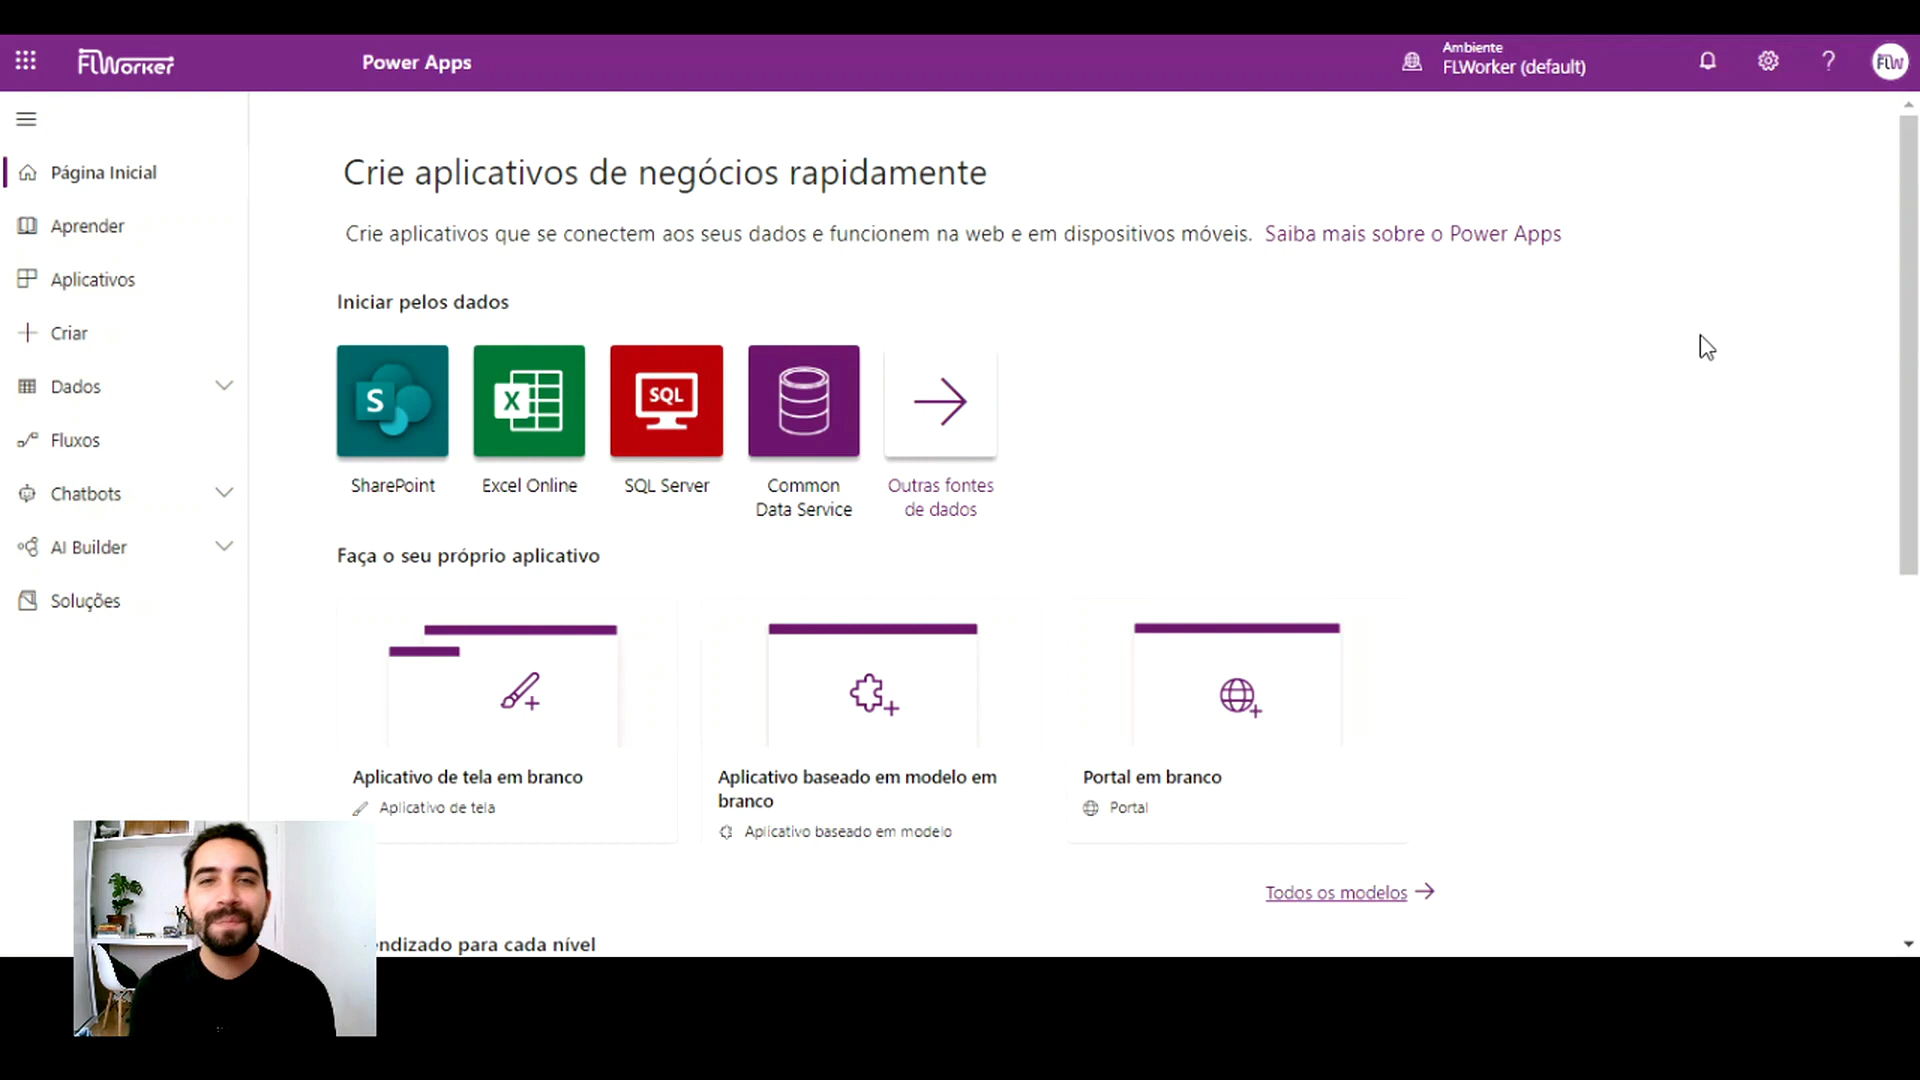 FLWorker
Power Apps
Ambiente
FLWorker (default)
?
FLW
Página Inicial
Aprender
Aplicativos
Criar
Dados
Fluxos
Chatbots
AI Builder
Soluções
Crie aplicativos de negócios rapidamente
Crie aplicativos que se conectem aos seus dados e funcionem na web e em dispositivos móveis. Saiba mais sobre o Power Apps
Iniciar pelos dados
S
X
SQL
SharePoint
Excel Online
SQL Server
Common
Data Service
Outras fontes
de dados
Faça o seu próprio aplicativo
Aplicativo de tela em branco
Aplicativo de tela
Aplicativo baseado em modelo em
branco
Aplicativo baseado em modelo
Portal em branco
Portal
Todos os modelos
endizado para cada nível